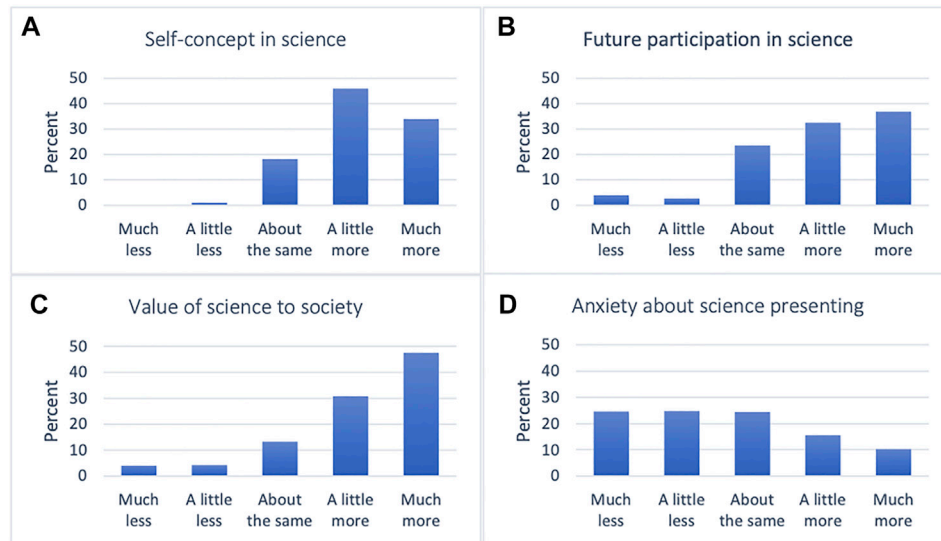 A
Self-concept in science
Percent
50
40
30
20
10
0
Much less
A little less
About the same
A little more
Much more
B
Future participation in science
Percent
50
40
30
20
10
0
Much less
A little less
About the same
A little more
Much more
C
Value of science to society
Percent
50
40
30
20
10
0
Much less
A little less
About the same
A little more
Much more
D
Anxiety about science presenting
Percent
50
40
30
20
10
0
Much less
A little less
About the same
A little more
Much more